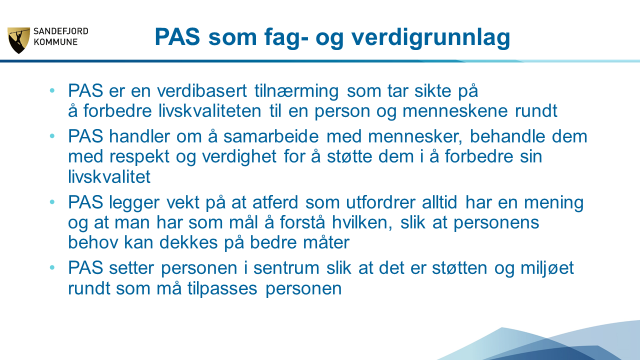 SANDEFJORD
KOMMUNE
PAS som fag- og verdigrunnlag
• PAS er en verdibasert tilnærming som tar sikte på
å forbedre livskvaliteten til en person og menneskene rundt
• PAS handler om å samarbeide med mennesker, behandle dem
med respekt og verdighet for å støtte dem i å forbedre sin
livskvalitet
• PAS legger vekt på at atferd som utfordrer alltid har en mening
og at man har som mål å forstå hvilken, slik at personens
behov kan dekkes på bedre måter
• PAS setter personen i sentrum slik at det er støtten og miljøet
rundt som må tilpasses personen